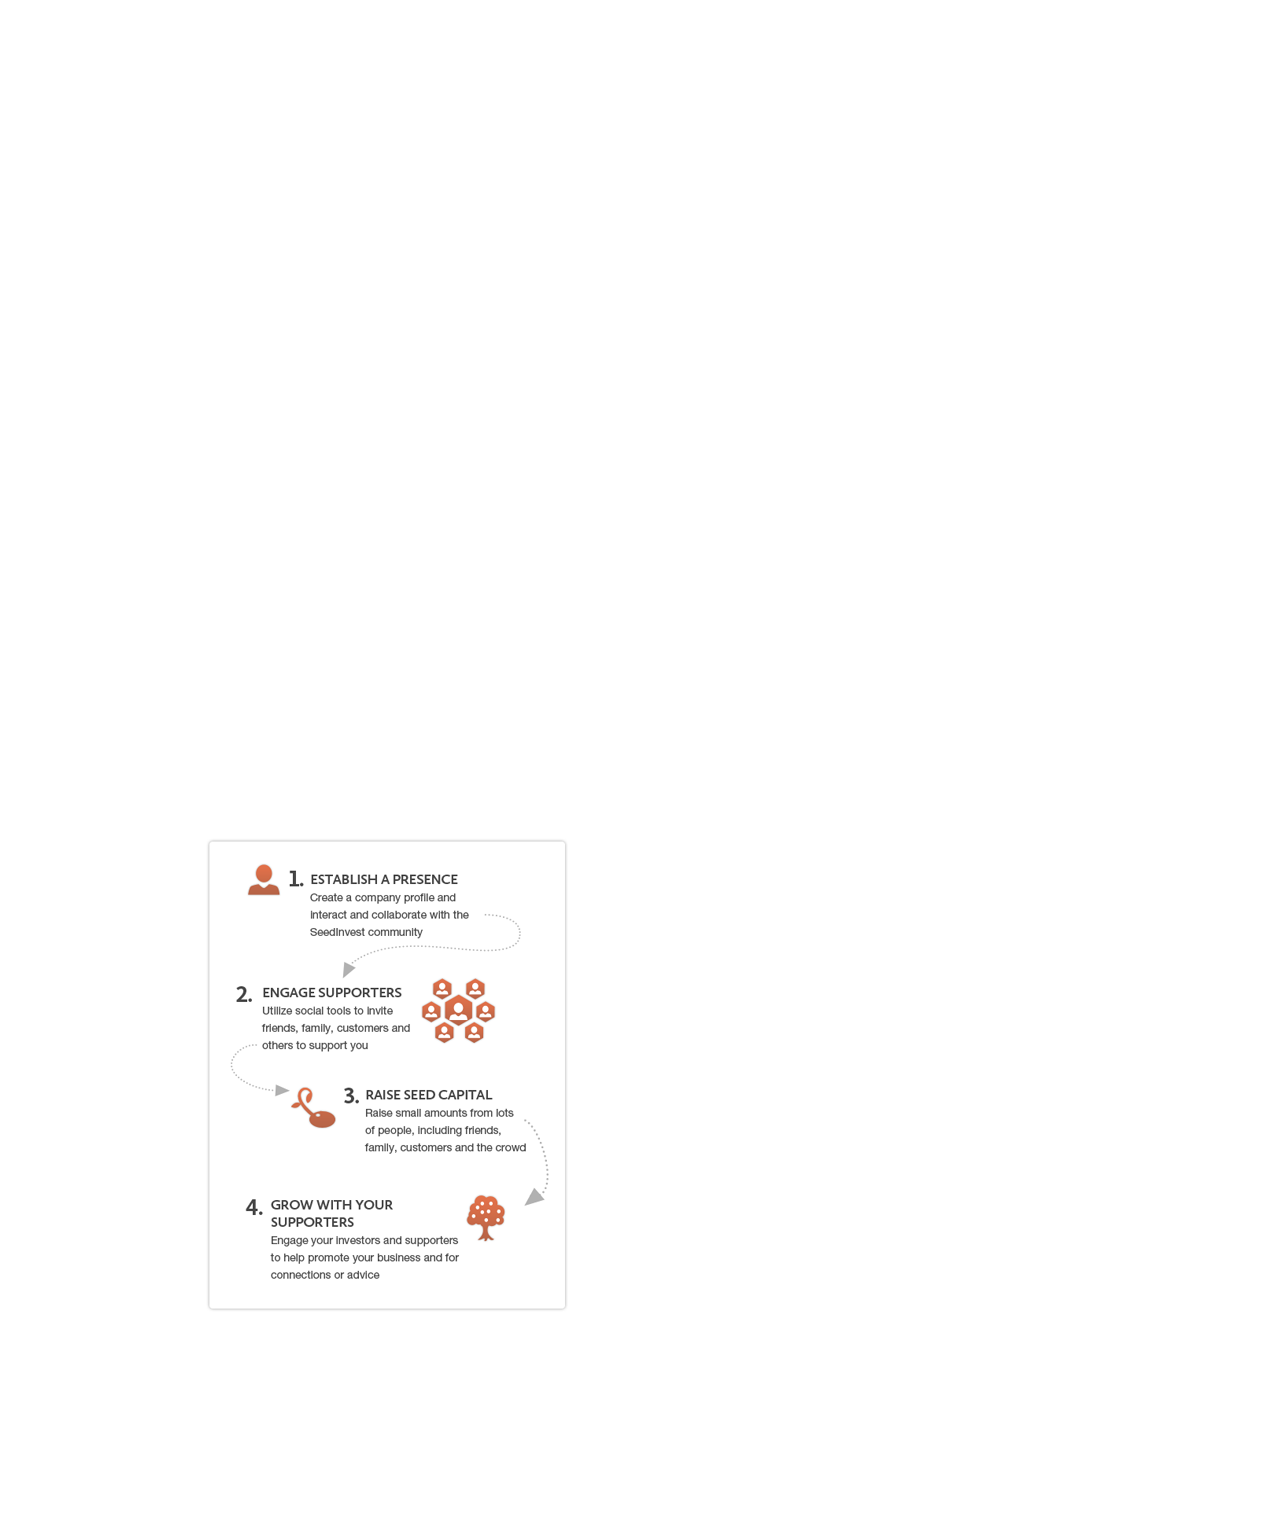 1. ESTABLISH A PRESENCE
Create a company profile and
interact and collaborate with the
SeedInvest community
2. ENGAGE SUPPORTERS
Utilize social tools to invite
friends, family, customers and
others to support you
3. RAISE SEED CAPITAL
Raise small amounts from lots
of people, including friends,
family, customers and the crowd
4. GROW WITH YOUR
SUPPORTERS
Engage your investors and supporters
to help promote your business and for
connections or advice